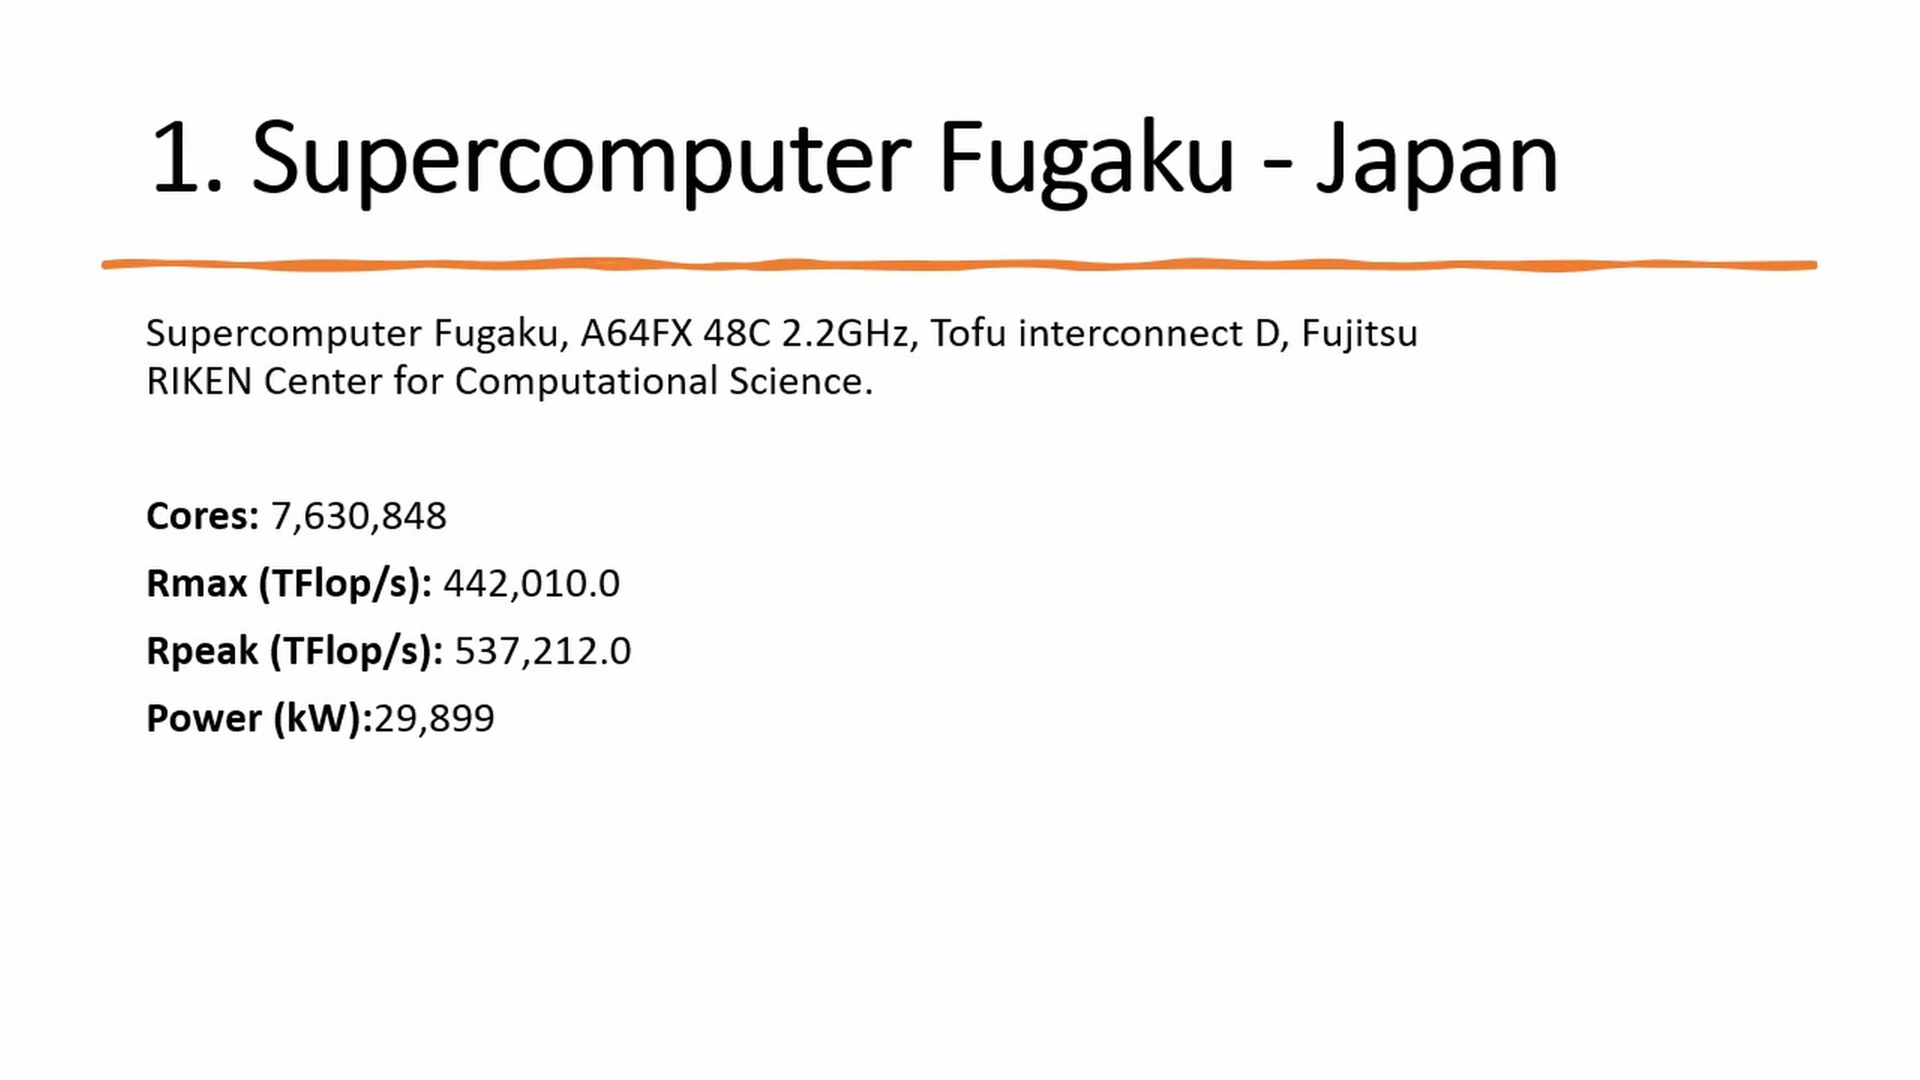 1. Supercomputer Fugaku - Japan
Supercomputer Fugaku, A64FX 48C 2.2GHz, Tofu interconnect D, Fujitsu
RIKEN Center for Computational Science.
Cores: 7,630,848
Rmax (TFlop/s): 442,010.0
Rpeak (TFlop/s): 537,212.0
Power (kW):29,899